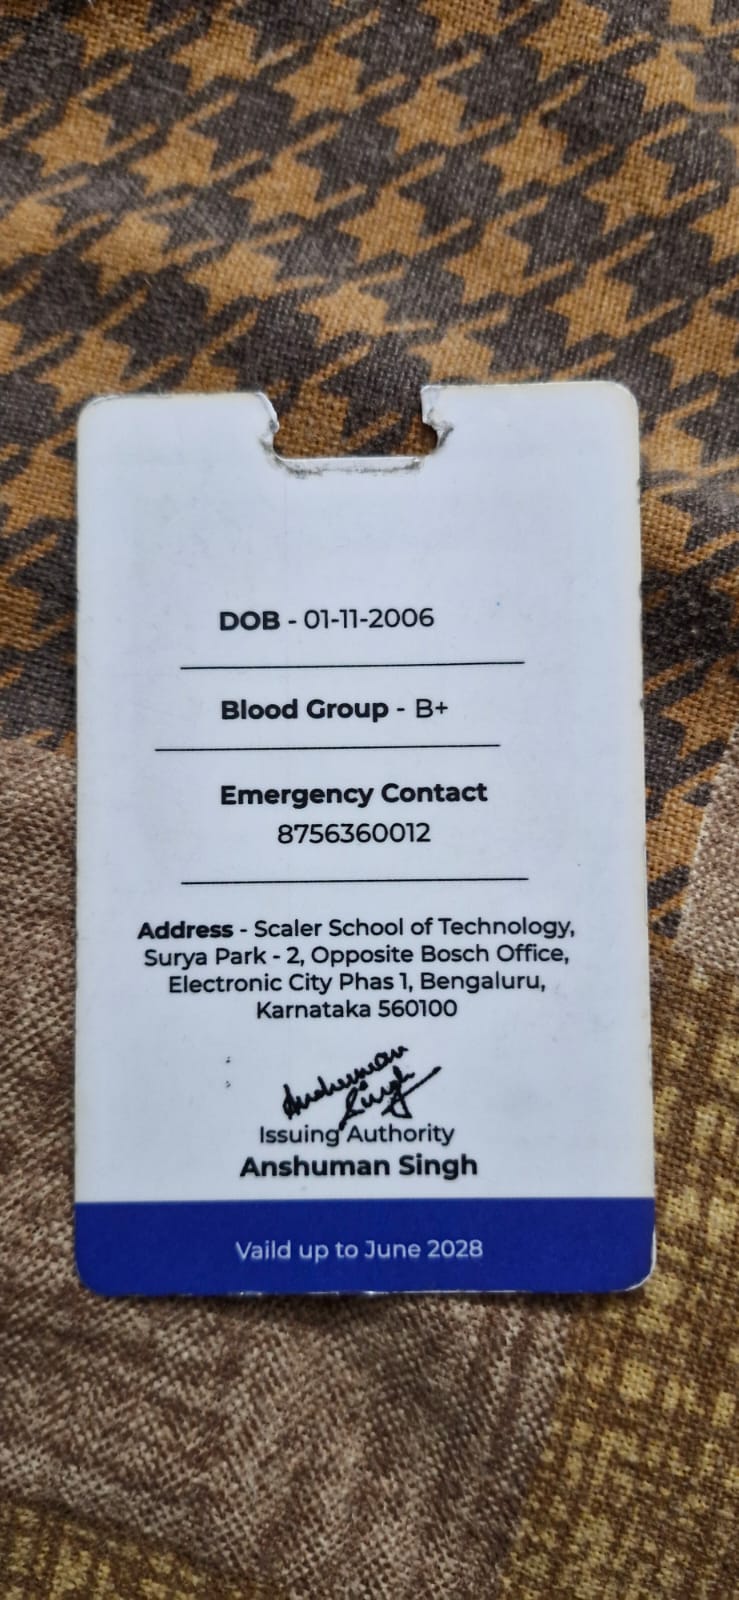 DOB - 01-11-2006
Blood Group - B+
Emergency Contact
8756360012
Address - Scaler School of Technology,
Surya Park - 2, Opposite Bosch Office,
Electronic City Phas 1, Bengaluru,
Karnataka 560100
Anshuman
Singh
Issuing Authority
Anshuman Singh
Vaild up to June 2028